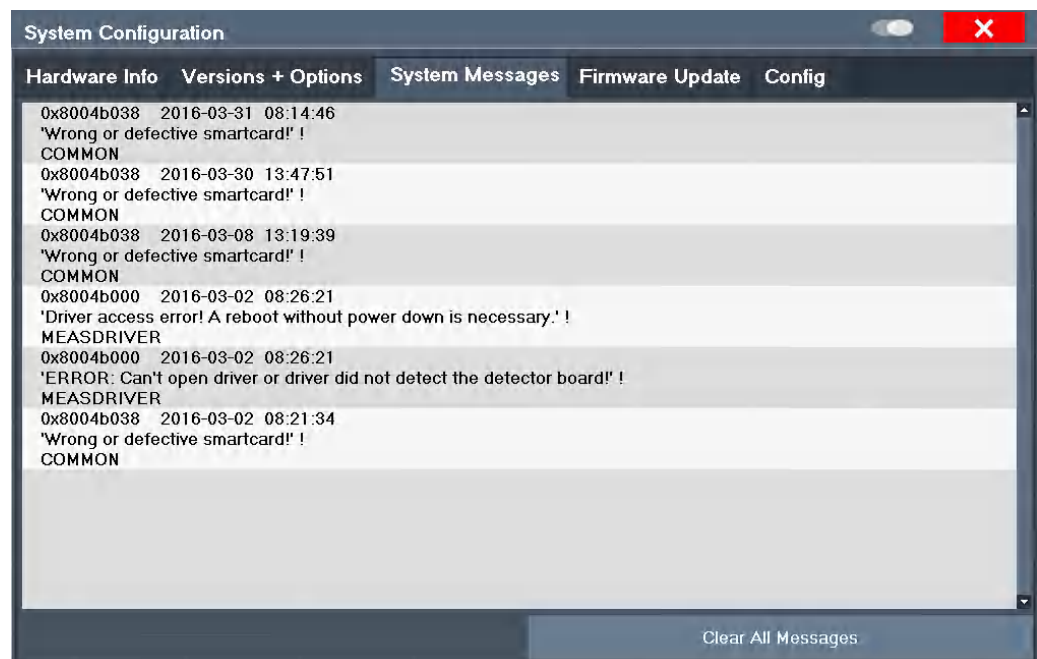 System Configuration
Hardware Info Versions + Options System Messages Firmware Update Config
0x8004b038 2016-03-31 08:14:46
'Wrong or defective smartcard!' !
COMMON
0x8004b038 2016-03-30 13:47:51
'Wrong or defective smartcard!' !
COMMON
0x8004b038 2016-03-08 13:19:39
'Wrong or defective smartcard!' !
COMMON
0x8004b000 2016-03-02 08:26:21
'Driver access error! A reboot without power down is necessary.' !
MEASDRIVER
0x8004b000 2016-03-02 08:26:21
'ERROR: Can't open driver or driver did not detect the detector board!' !
MEASDRIVER
0x8004b038 2016-03-02 08:21:34
'Wrong or defective smartcard!' !
COMMON
Clear All Messages